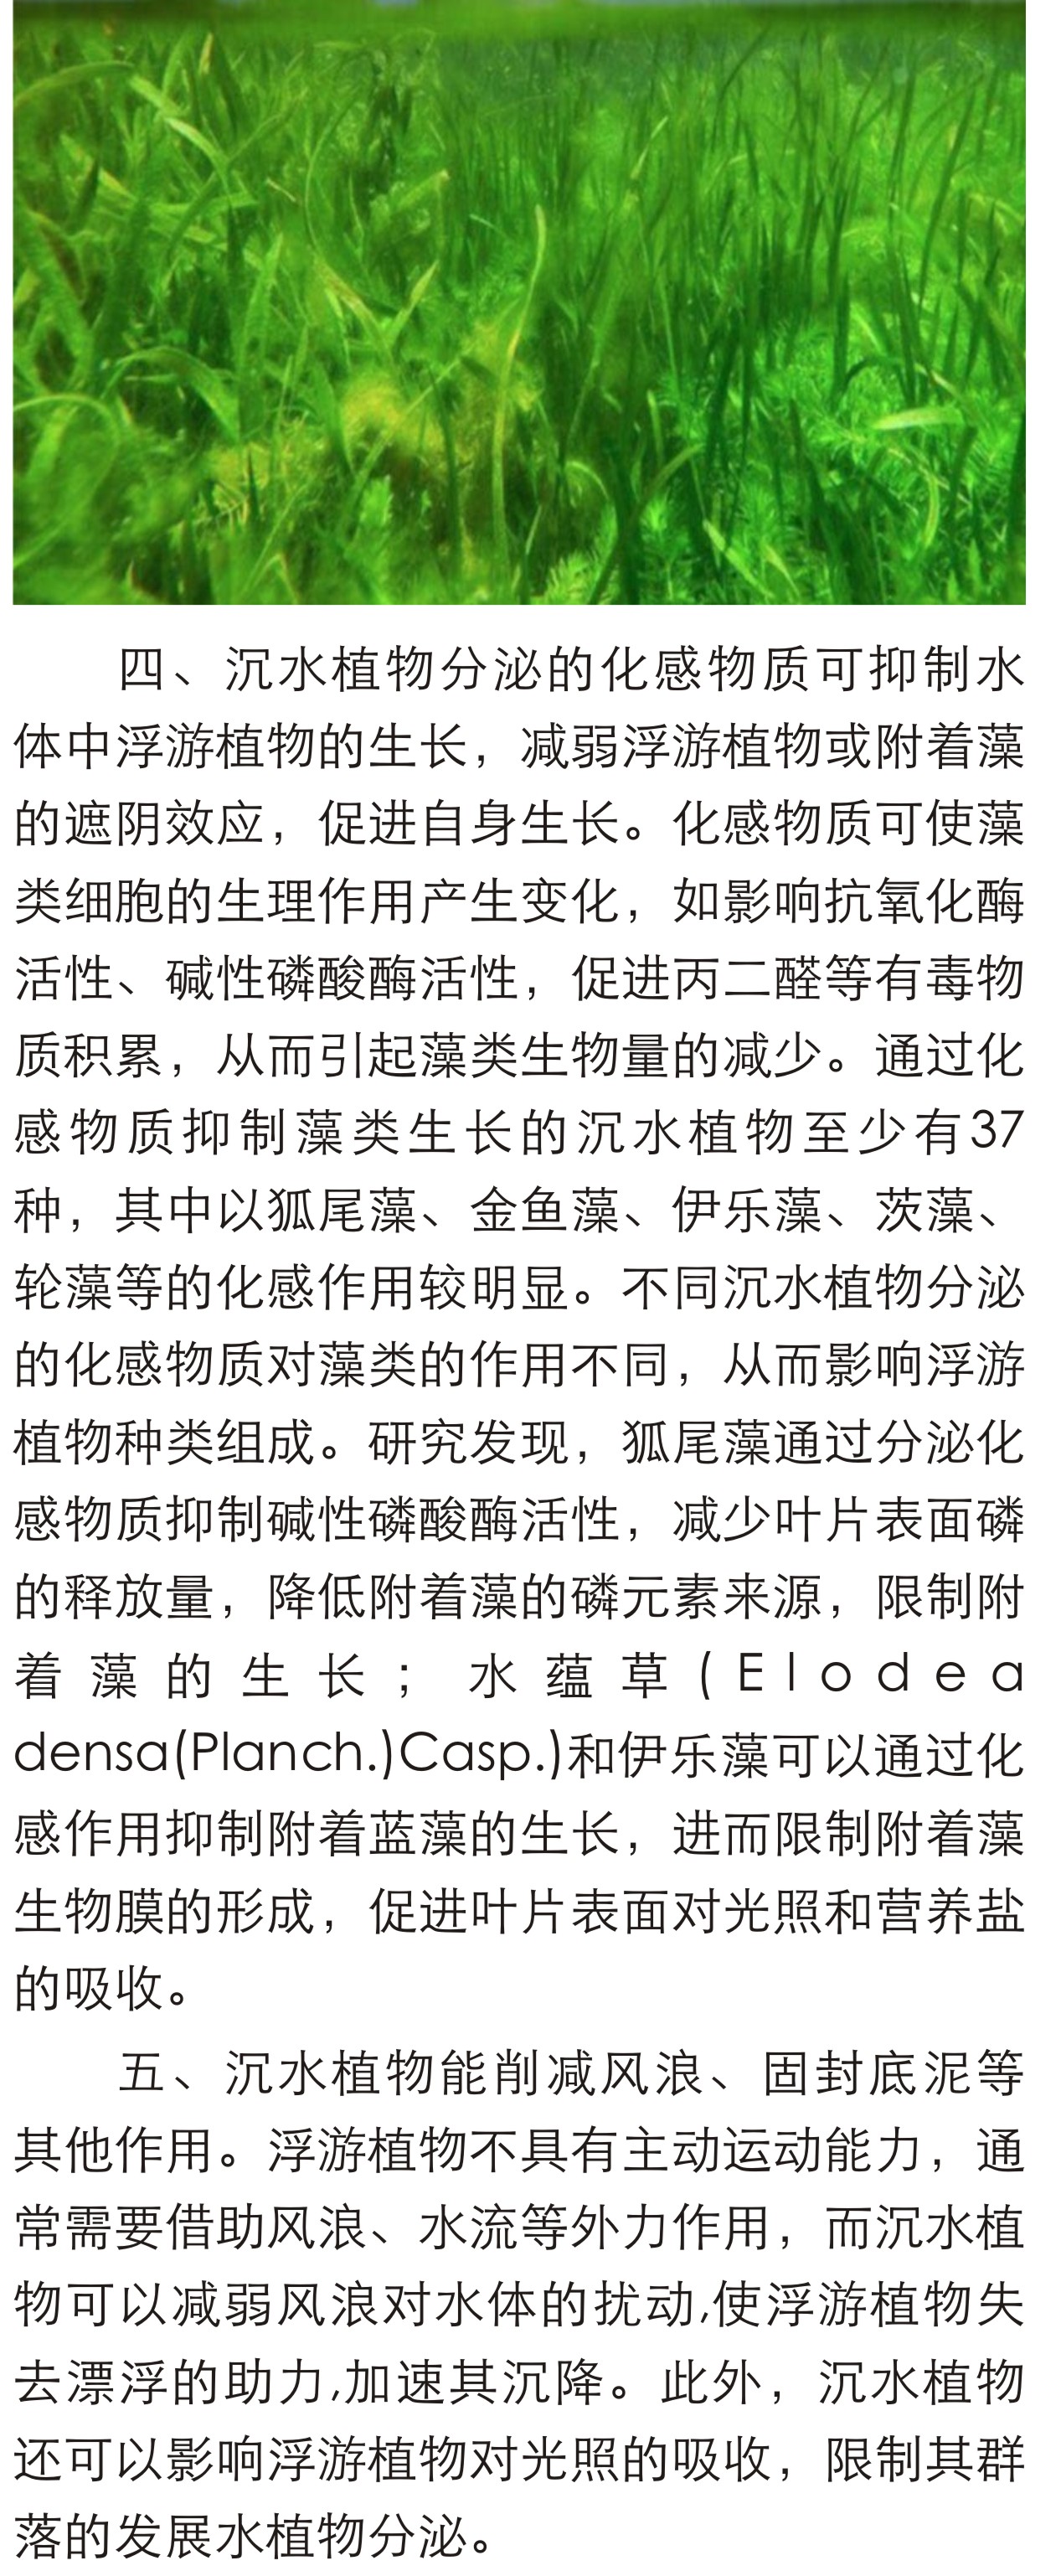 四、沉水植物分泌的化感物质可抑制水
体中浮游植物的生长，减弱浮游植物或附着藻
的遮阴效应，促进自身生长。化感物质可使藻
类细胞的生理作用产生变化，如影响抗氧化酶
活性、碱性磷酸酶活性，促进丙二醛等有毒物
质积累，从而引起藻类生物量的减少。通过化
感物质抑制藻类生长的沉水植物至少有37
种，其中以狐尾藻、金鱼藻、伊乐藻、茨藻、
轮藻等的化感作用较明显。不同沉水植物分泌
的化感物质对藻类的作用不同，从而影响浮游
植物种类组成。研究发现，狐尾藻通过分泌化
感物质抑制碱性磷酸酶活性，减少叶片表面磷
的释放量，降低附着藻的磷元素来源，限制附
着藻的生长；水蕴草(Elodea
densa(Planch.)Casp.)和伊乐藻可以通过化
感作用抑制附着蓝藻的生长，进而限制附着藻
生物膜的形成，促进叶片表面对光照和营养盐
的吸收。
五、沉水植物能削减风浪、固封底泥等
其他作用。浮游植物不具有主动运动能力，通
常需要借助风浪、水流等外力作用，而沉水植
物可以减弱风浪对水体的扰动,使浮游植物失
去漂浮的助力,加速其沉降。此外，沉水植物
还可以影响浮游植物对光照的吸收，限制其群
落的发展水植物分泌。